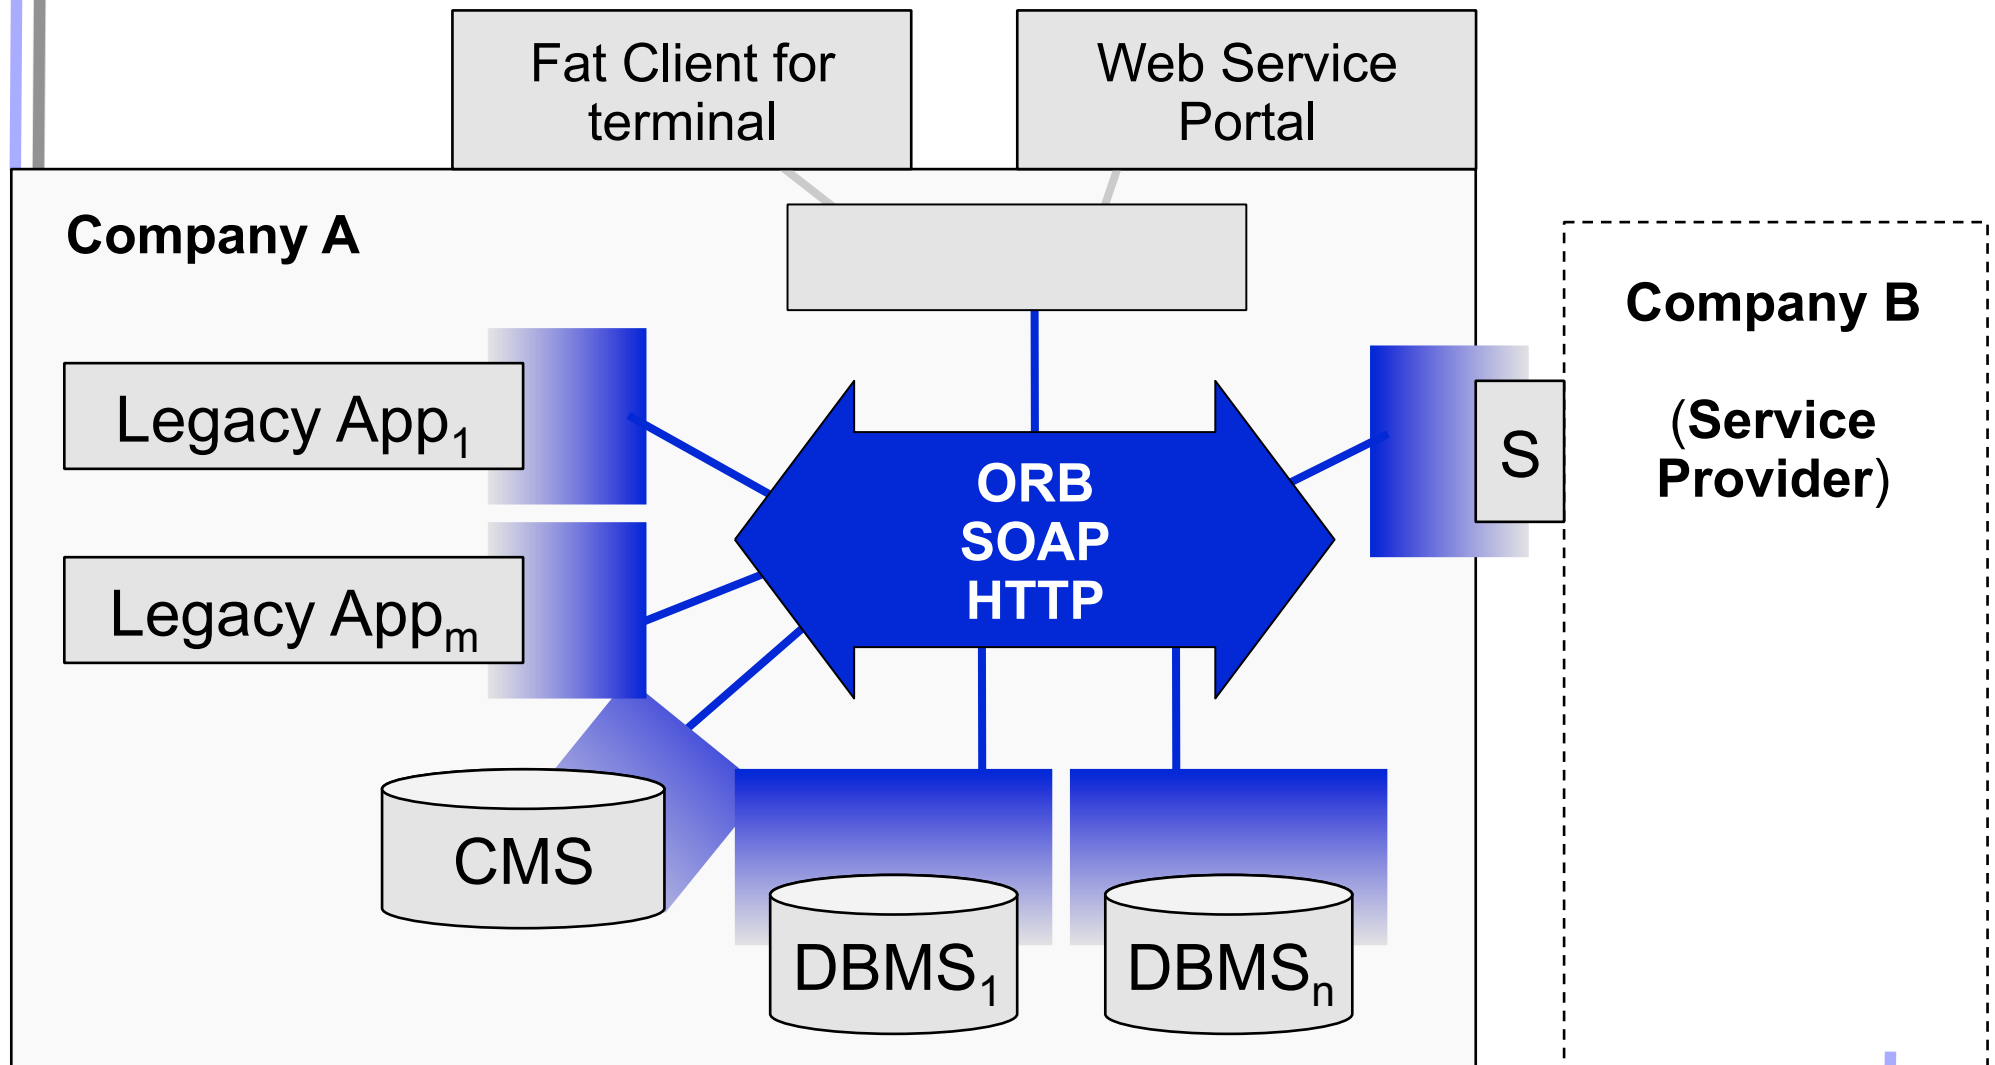 Fat Client for
terminal
Web Service
Portal
Company A
Company B
(Service
Provider)
Legacy App1
Legacy Appm
ORB
SOAP
HTTP
S
CMS
DBMS1
DBMSn